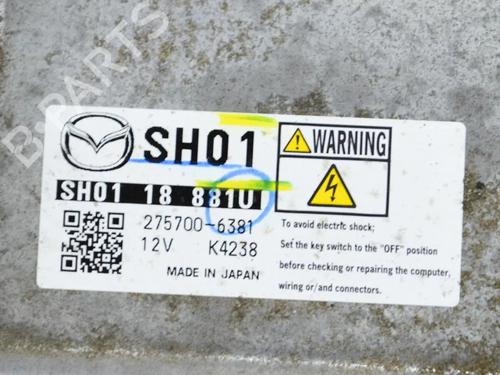 B-PARTS
SH01
WARNING
SH01 18 881U
275700-6381
12V K4238
MADE IN JAPAN
To avoid electric shock;
Set the key switch to the "OFF" position
before checking or repairing the computer,
wiring or/and connectors.